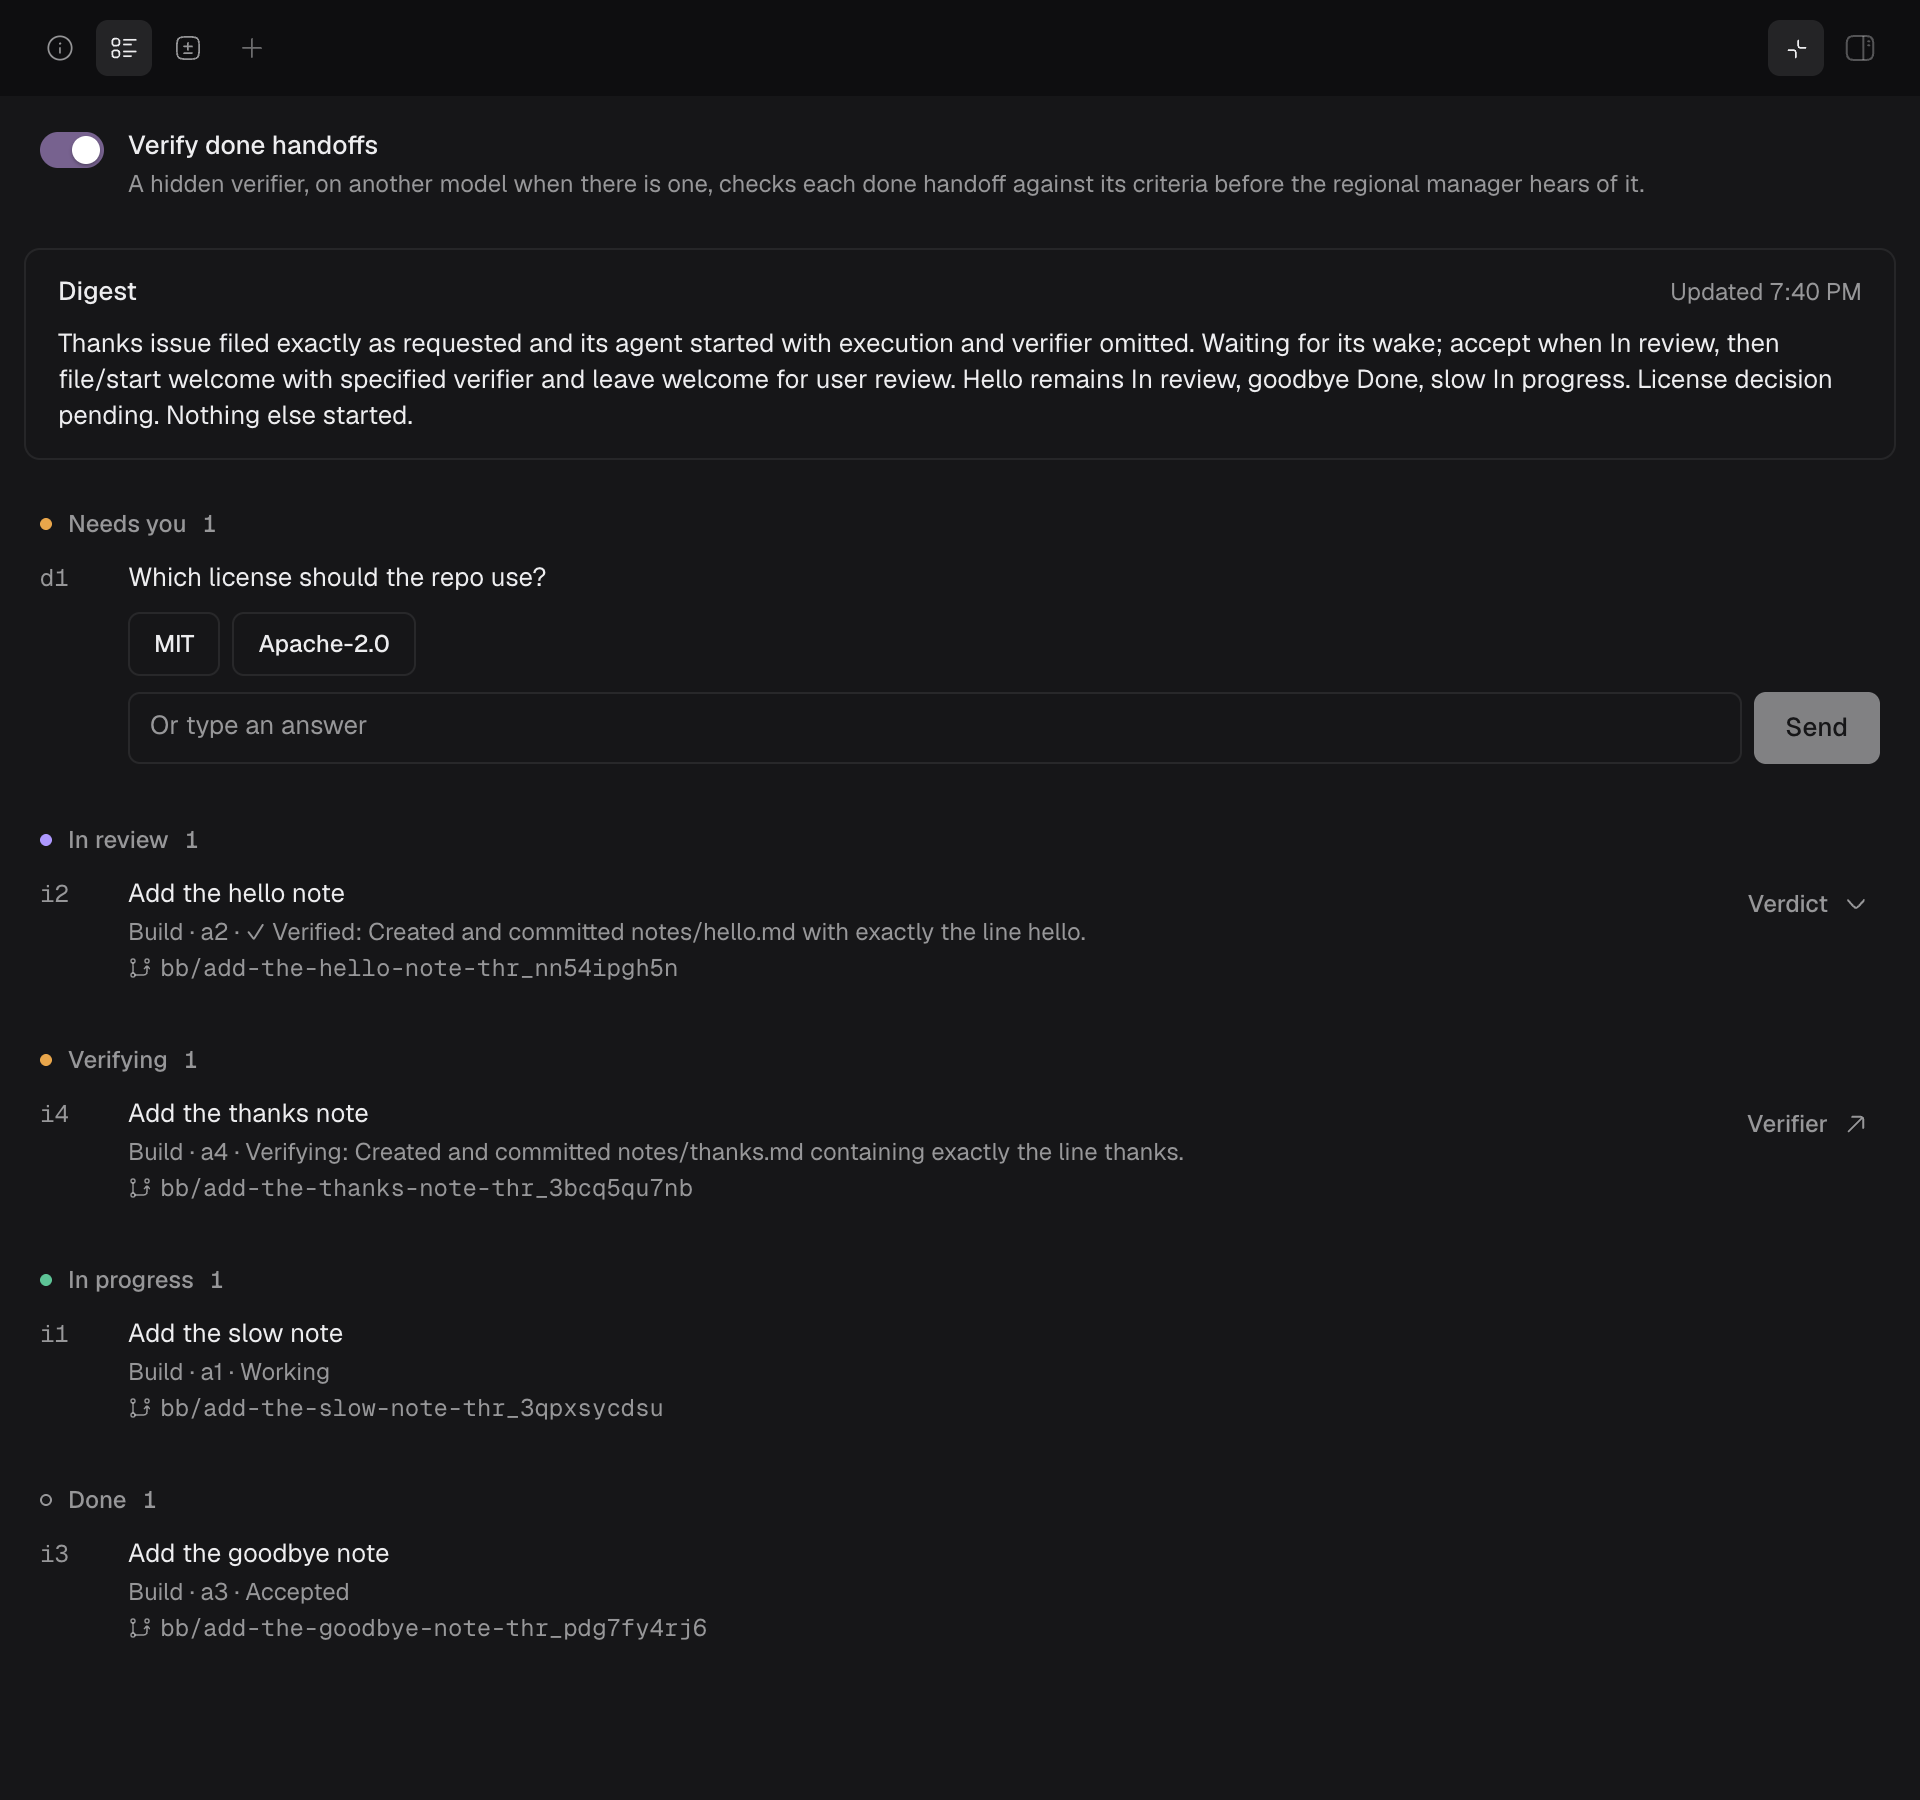 Verify done handoffs
A hidden verifier, on another model when there is one, checks each done handoff against its criteria before the regional manager hears of it.
Digest
Updated 7:40 PM
Thanks issue filed exactly as requested and its agent started with execution and verifier omitted. Waiting for its wake; accept when In review, then
file/start welcome with specified verifier and leave welcome for user review. Hello remains In review, goodbye Done, slow In progress. License decision
pending. Nothing else started.
Needs you 1
d1 Which license should the repo use?
MIT Apache-2.0
Or type an answer Send
In review 1
i2 Add the hello note
Verdict
Build · a2 · ✓ Verified: Created and committed notes/hello.md with exactly the line hello.
bb/add-the-hello-note-thr_nn54ipgh5n
Verifying 1
i4 Add the thanks note
Verifier
Build · a4 · Verifying: Created and committed notes/thanks.md containing exactly the line thanks.
bb/add-the-thanks-note-thr_3bcq5qu7nb
In progress 1
i1 Add the slow note
Build · a1 · Working
bb/add-the-slow-note-thr_3qpxsycdsu
Done 1
i3 Add the goodbye note
Build · a3 · Accepted
bb/add-the-goodbye-note-thr_pdg7fy4rj6